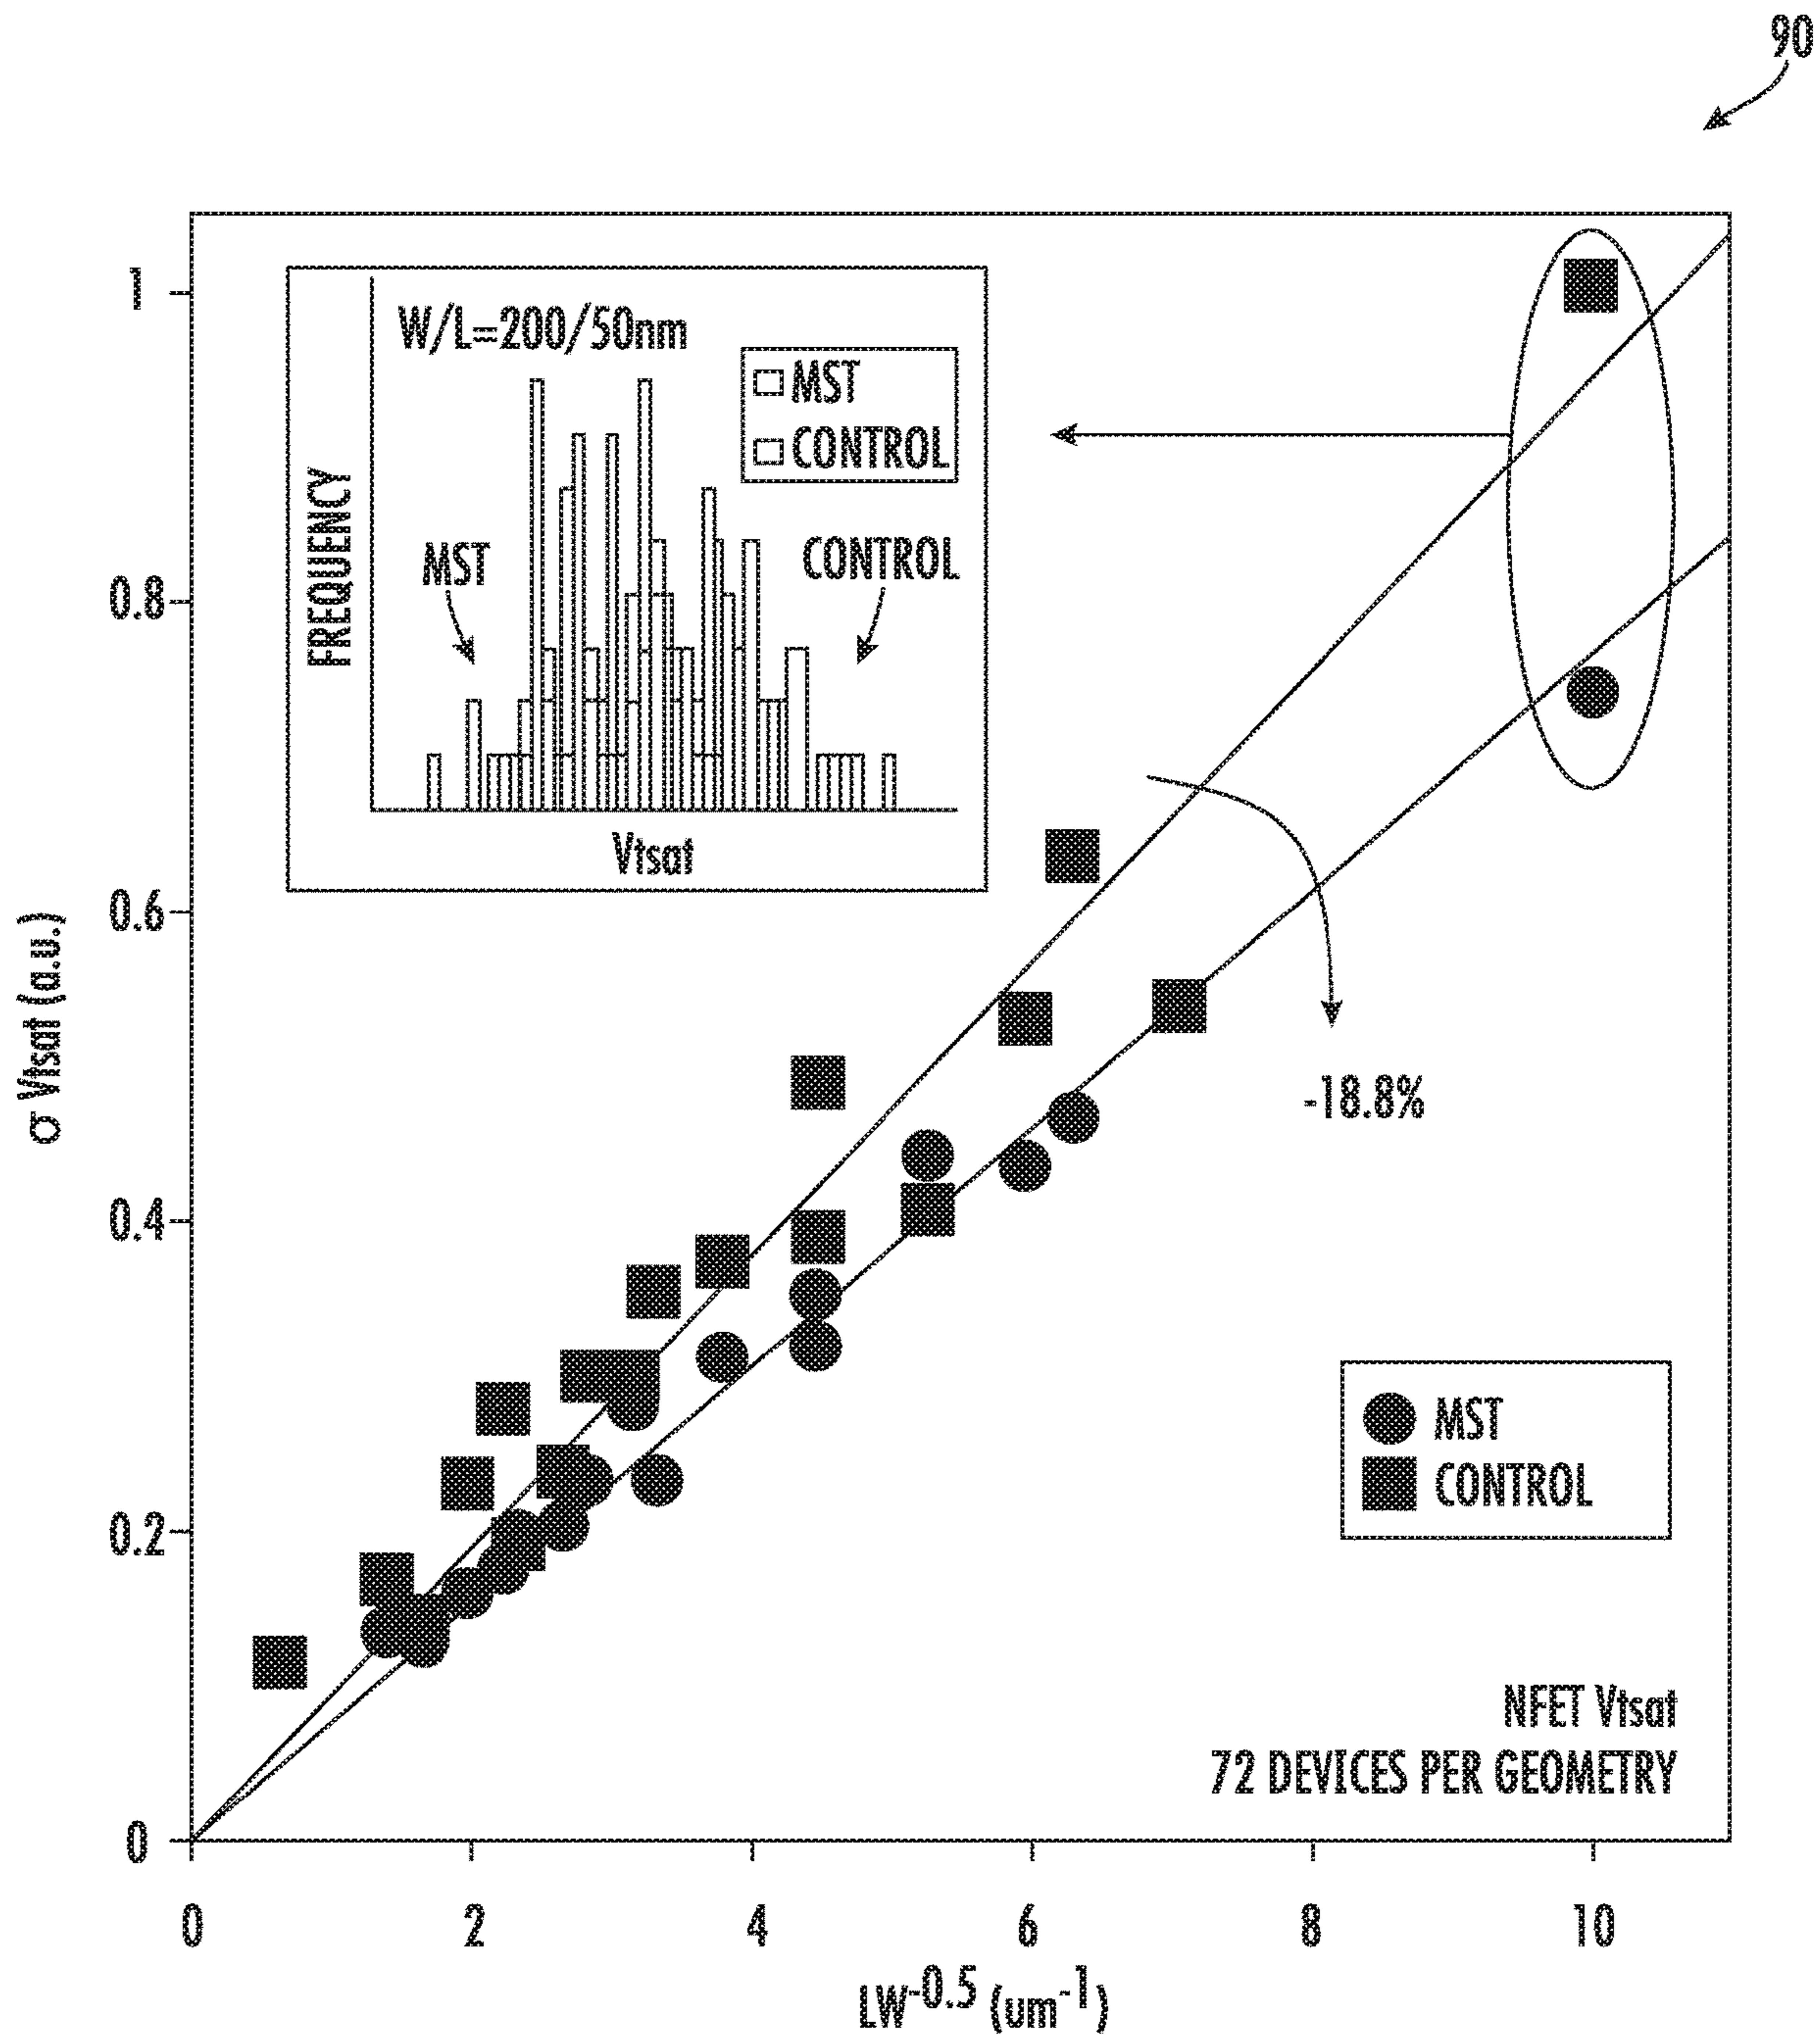 90
W/L=200/50nm
MST
CONTROL
FREQUENCY
MST
CONTROL
Vtsat
1
0.8
0.6
0.4
0.2
0
σ Vtsat (a.u.)
-18.8%
MST
CONTROL
NFET Vtsat
72 DEVICES PER GEOMETRY
0 2 4 6 8 10
LW-0.5 (um-1)